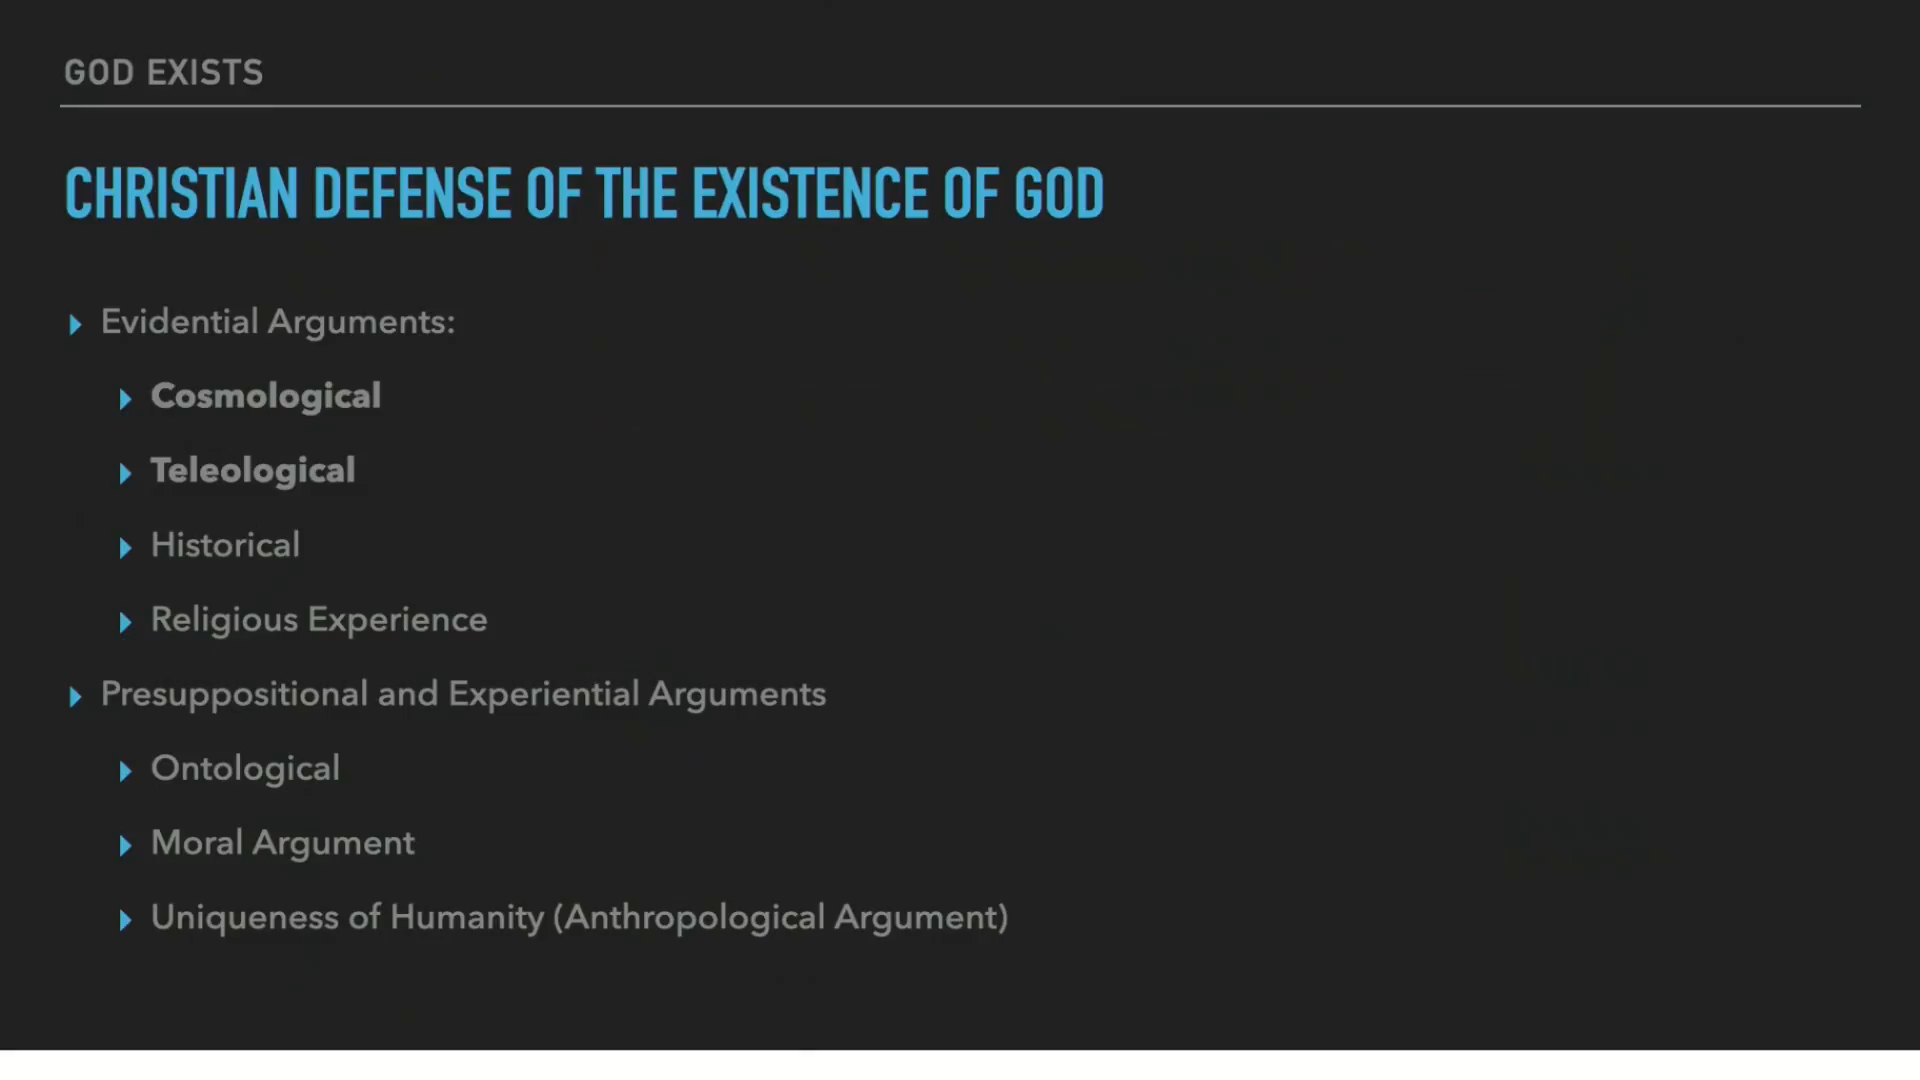 GOD EXISTS
CHRISTIAN DEFENSE OF THE EXISTENCE OF GOD
Evidential Arguments:
Cosmological
Teleological
Historical
Religious Experience
Presuppositional and Experiential Arguments
Ontological
Moral Argument
Uniqueness of Humanity (Anthropological Argument)